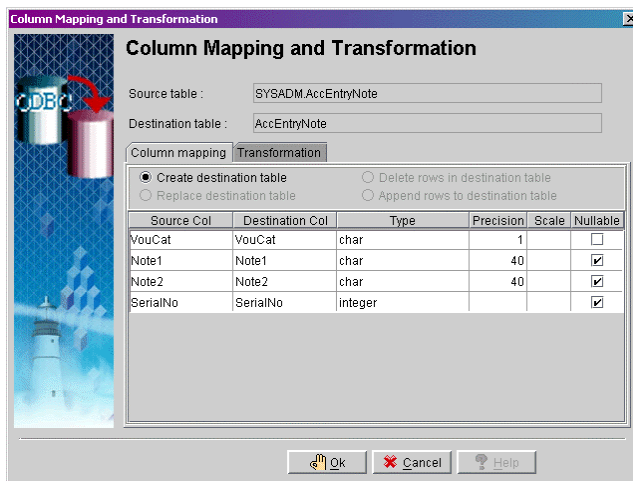 Column Mapping and Transformation
Column Mapping and Transformation
ODBC
Source table : SYSADM.AccEntryNote
Destination table : AccEntryNote
Column mapping Transformation
Create destination table Delete rows in destination table
Replace destination table Append rows to destination table
Source Col Destination Col Type Precision Scale Nullable
VouCat VouCat char 1
Note1 Note1 char 40
Note2 Note2 char 40
SerialNo SerialNo integer
Ok Cancel Help